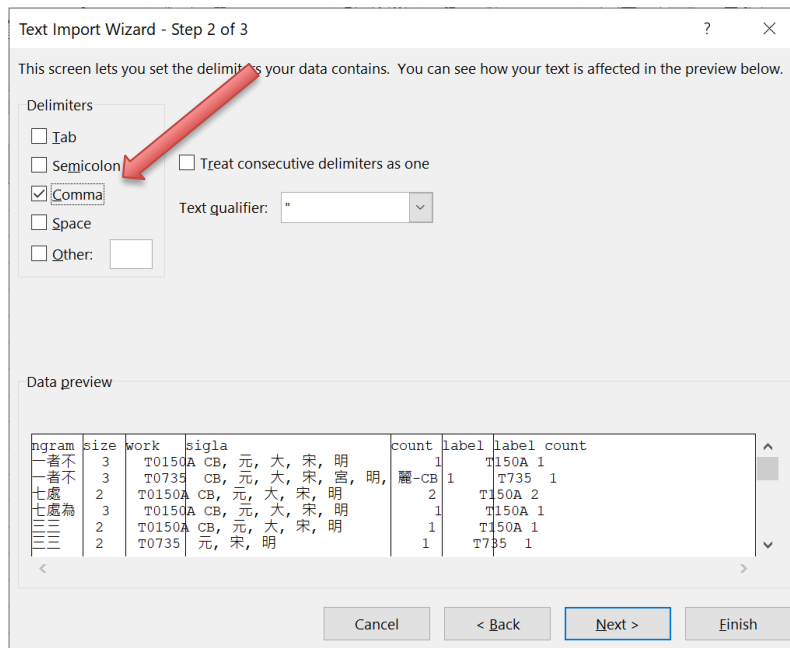 Text Import Wizard - Step 2 of 3
?
This screen lets you set the delimiters your data contains. You can see how your text is affected in the preview below.
Delimiters
Tab
Semicolon
Treat consecutive delimiters as one
Comma
Text qualifier: "
Space
Other:
Data preview
ngram size work sigla count label label count
一者不 3 T0150A CB, 元, 大, 宋, 明 1 T150A 1
一者不 3 T0735 CB, 元, 大, 宋, 宮, 明, 麗-CB 1 T735 1
七處 2 T0150A CB, 元, 大, 宋, 明 2 T150A 2
七處為 3 T0150A CB, 元, 大, 宋, 明 1 T150A 1
三三 2 T0150A CB, 元, 大, 宋, 明 1 T150A 1
三三 2 T0735 元, 宋, 明 1 T735 1
Cancel
< Back
Next >
Finish